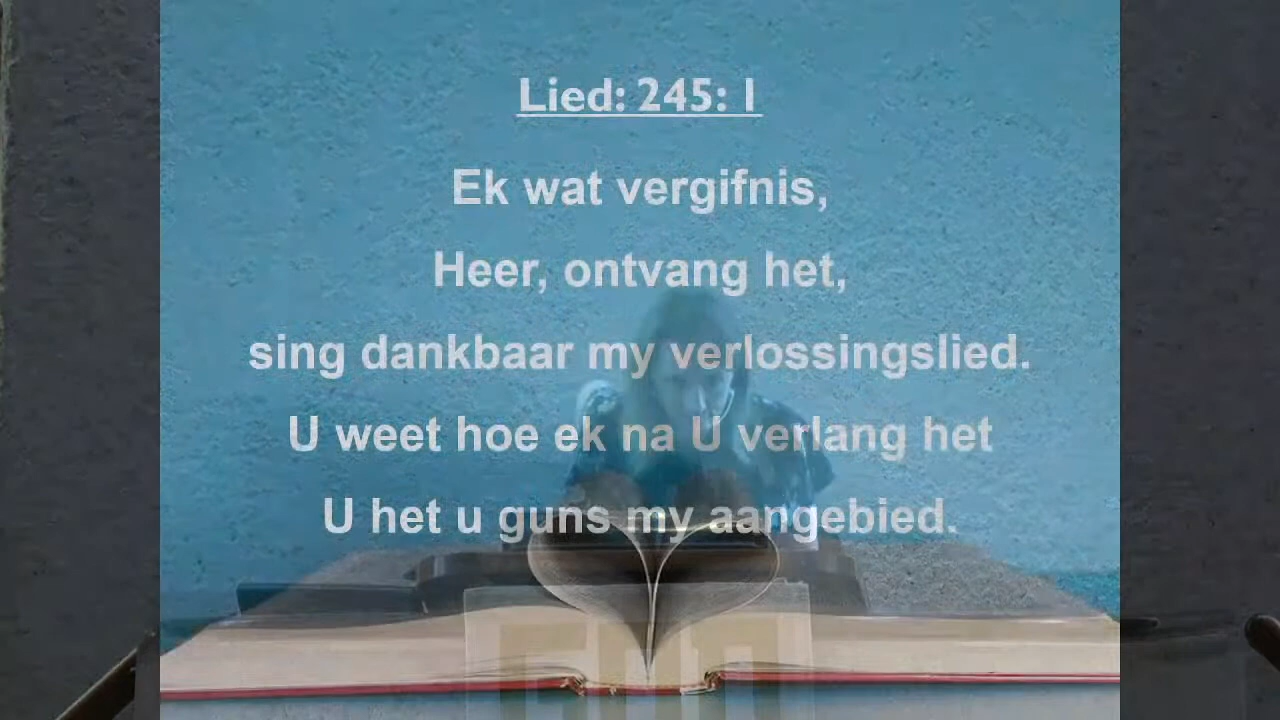 Lied: 245: 1
Ek wat vergifnis,
Heer, ontvang het,
sing dankbaar my verlossingslied.
U weet hoe ek na U verlang het
U het u guns my aangebied.